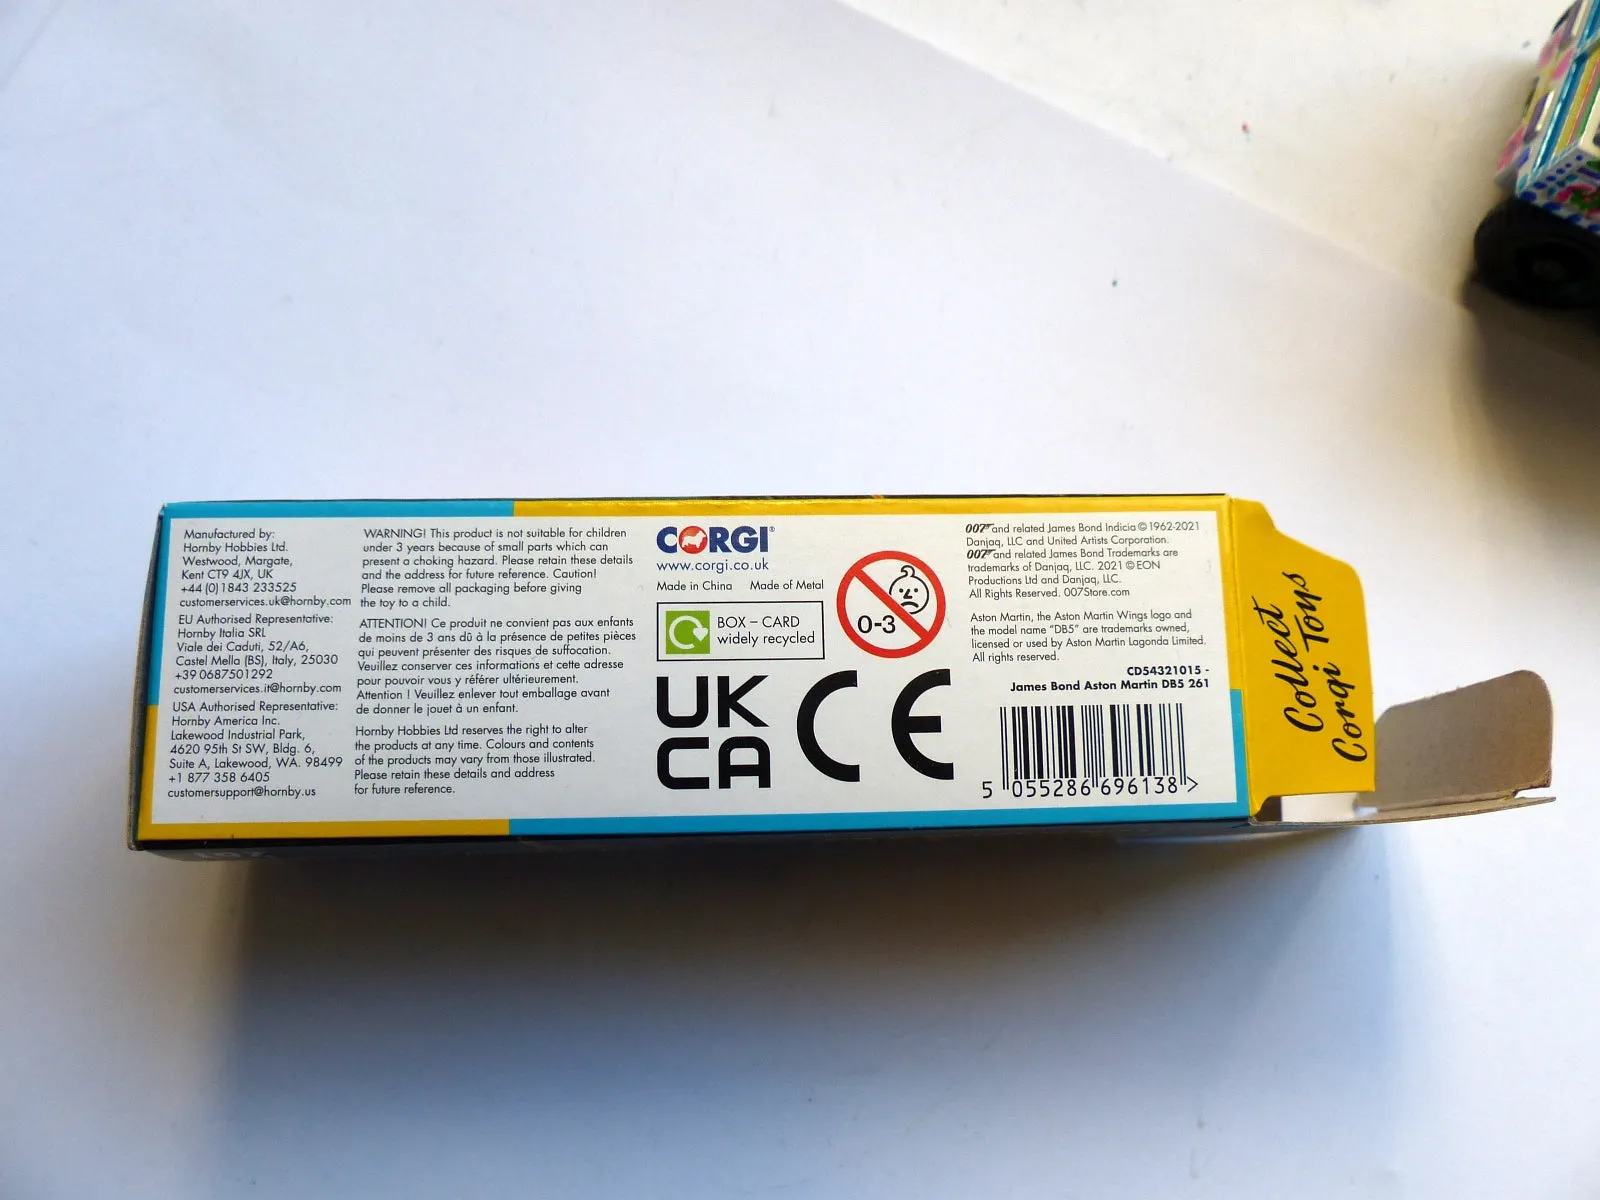 Manufactured by:
Hornby Hobbies Ltd.
Westwood, Margate,
Kent CT9 4JX, UK
+44 (0)1843 233525
customerservices.uk@hornby.com
EU Authorised Representative:
Hornby Italia SRL
Viale dei Caduti, 52/A6,
Castel Mella (BS), Italy, 25030
+39 0687501292
customerservices.it@hornby.com
USA Authorised Representative:
Hornby America Inc.
Lakewood Industrial Park,
4620 95th St SW, Bldg. 6,
Suite A, Lakewood, WA. 98499
+1 877 358 6405
customersupport@hornby.us
WARNING! This product is not suitable for children
under 3 years because of small parts which can
present a choking hazard. Please retain these details
and the address for future reference. Caution!
Please remove all packaging before giving
the toy to a child.
ATTENTION! Ce produit ne convient pas aux enfants
de moins de 3 ans dû à la présence de petites pièces
qui peuvent présenter des risques de suffocation.
Veuillez conserver ces informations et cette adresse
pour pouvoir vous y référer ultérieurement.
Attention ! Veuillez enlever tout emballage avant
de donner le jouet à un enfant.
Hornby Hobbies Ltd reserves the right to alter
the products at any time. Colours and contents
of the products may vary from those illustrated.
Please retain these details and address
for future reference.
CORGI®
www.corgi.co.uk
Made in China Made of Metal
BOX – CARD
widely recycled
UK
CA
0-3
CE
007 and related James Bond Indicia © 1962-2021
Danjaq, LLC and United Artists Corporation.
007 and related James Bond Trademarks are
trademarks of Danjaq, LLC. 2021 © EON
Productions Ltd and Danjaq, LLC.
All Rights Reserved. 007Store.com
Aston Martin, the Aston Martin Wings logo and
the model name "DB5" are trademarks owned,
licensed or used by Aston Martin Lagonda Limited.
All rights reserved.
CD54321015 -
James Bond Aston Martin DB5 261
5 055286 696138 >
Collect
Corgi Toys